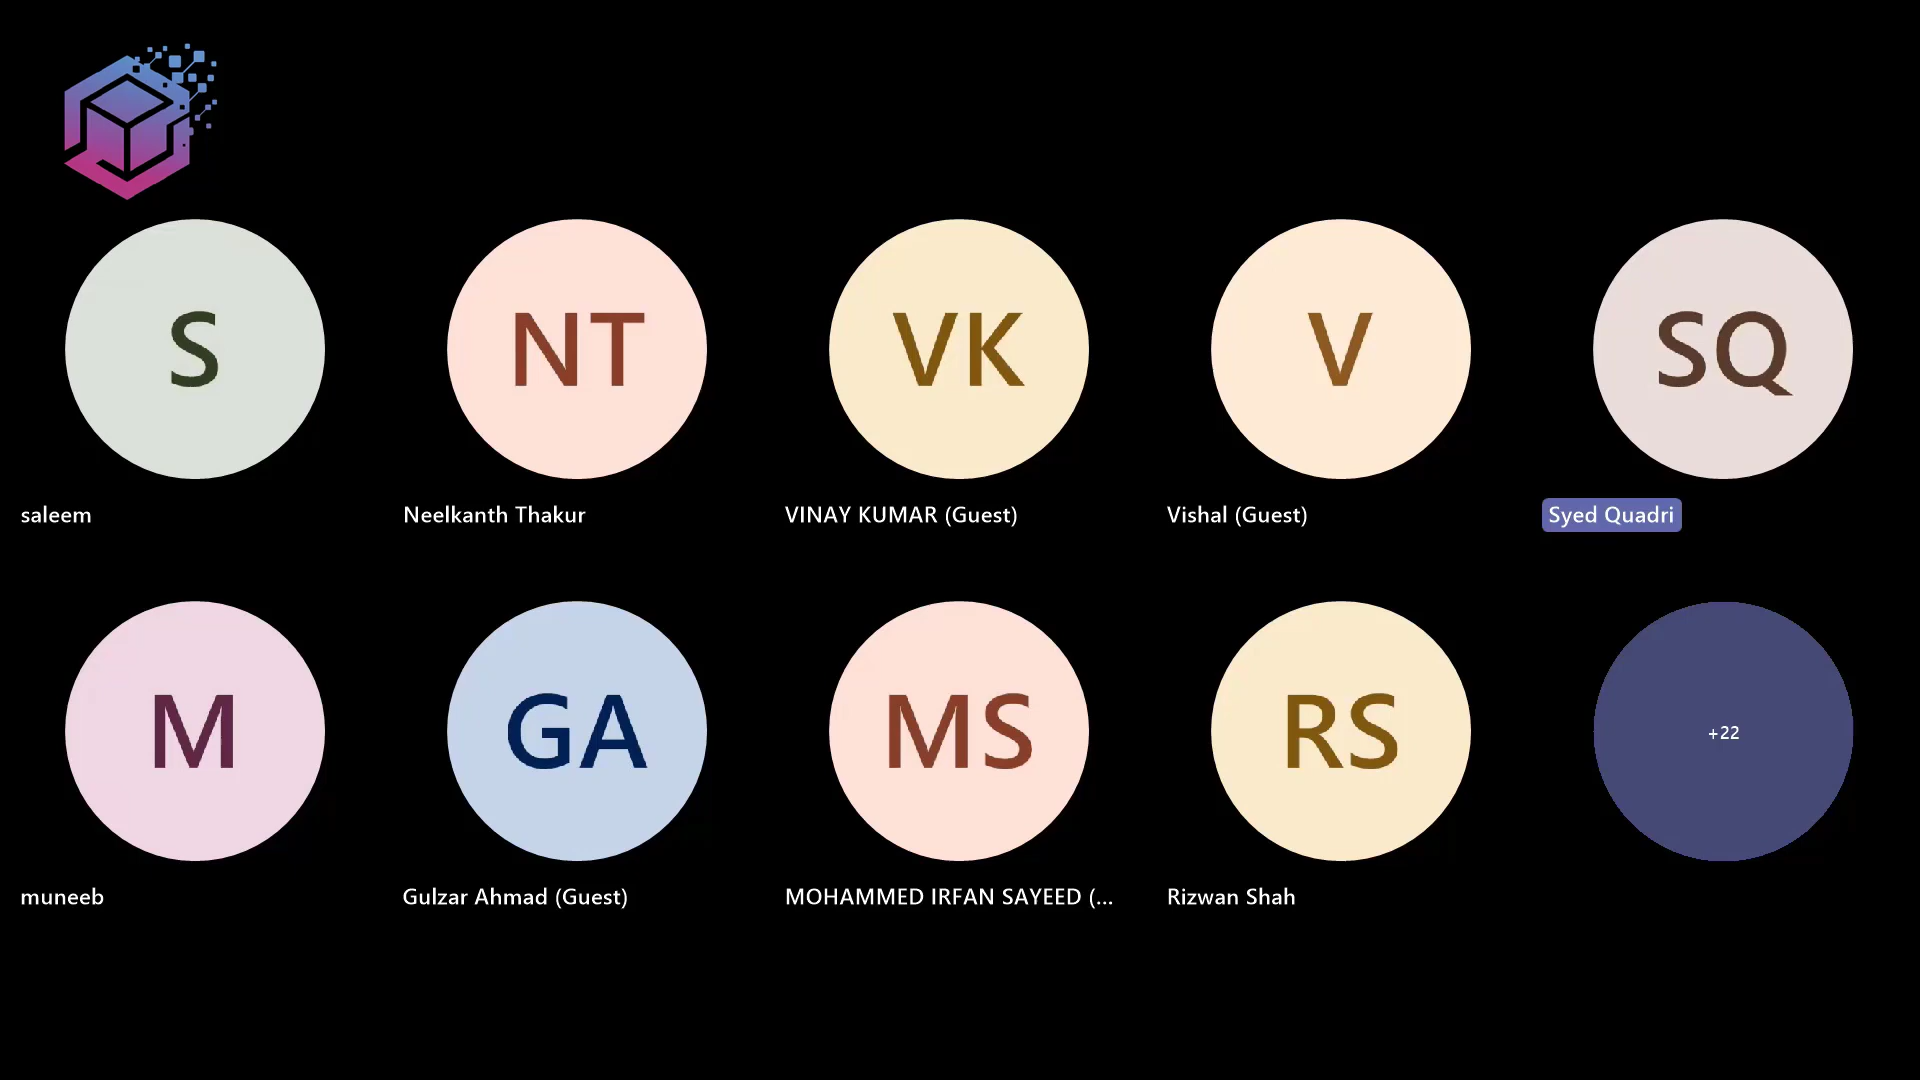 S
NT
VK
V
SQ
saleem
Neelkanth Thakur
VINAY KUMAR (Guest)
Vishal (Guest)
Syed Quadri
M
GA
MS
RS
+22
muneeb
Gulzar Ahmad (Guest)
MOHAMMED IRFAN SAYEED (...
Rizwan Shah